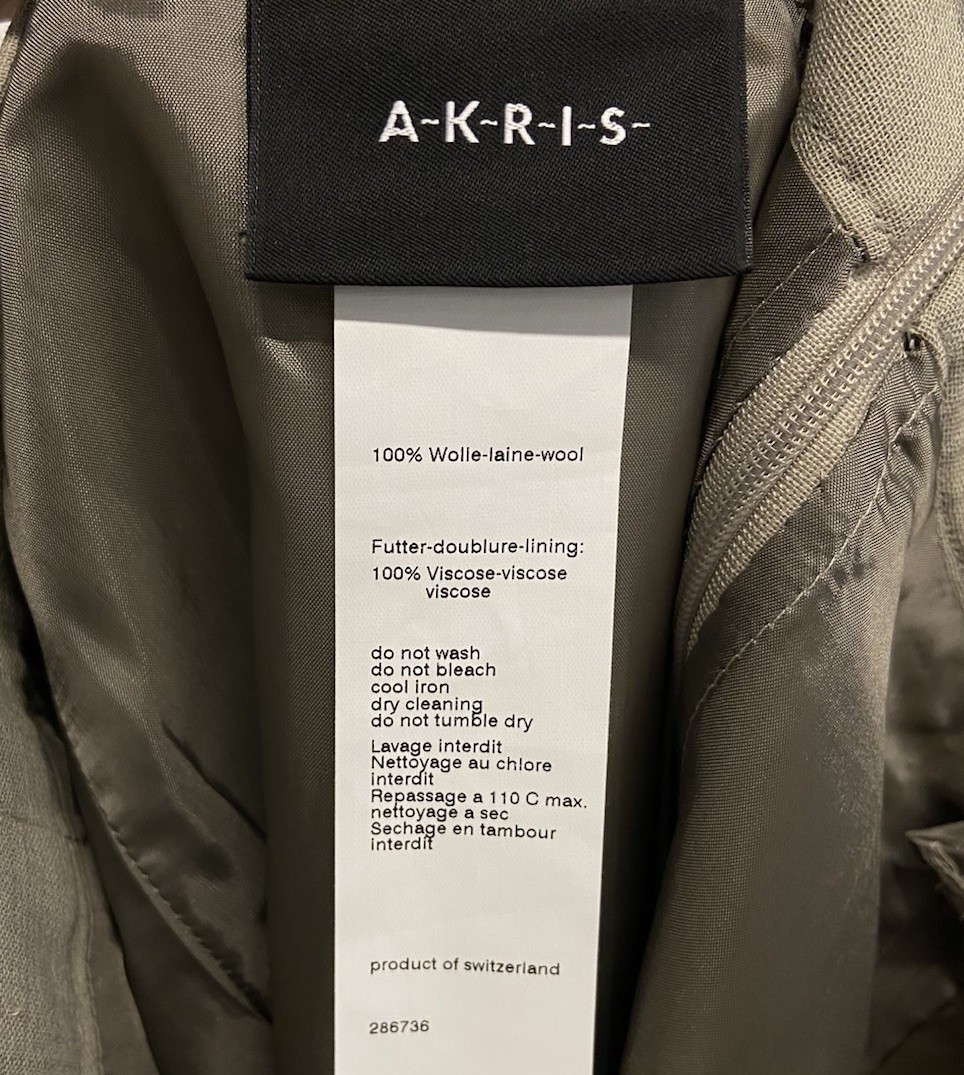 A~K~R~I~S~
100% Wolle-laine-wool
Futter-doublure-lining:
100% Viscose-viscose
viscose
do not wash
do not bleach
cool iron
dry cleaning
do not tumble dry
Lavage interdit
Nettoyage au chlore
interdit
Repassage a 110 C max.
nettoyage a sec
Sechage en tambour
interdit
product of switzerland
286736